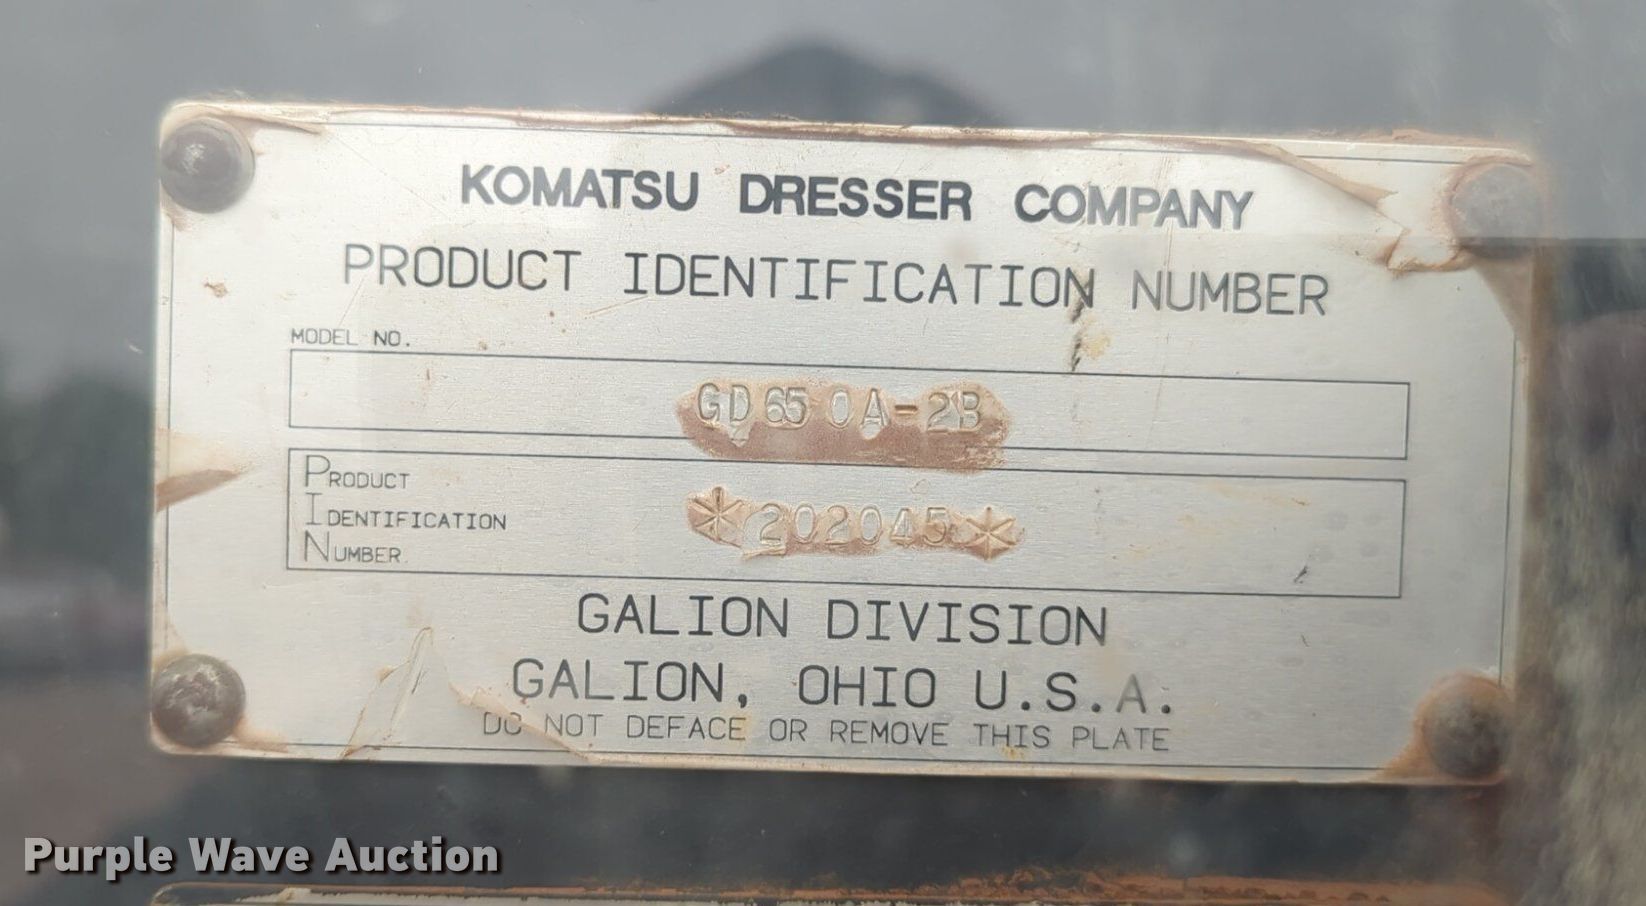 KOMATSU DRESSER COMPANY
PRODUCT IDENTIFICATION NUMBER
MODEL NO.
GD650A-2B
PRODUCT
IDENTIFICATION
NUMBER
*202045*
GALION DIVISION
GALION, OHIO U.S.A.
DO NOT DEFACE OR REMOVE THIS PLATE
Purple Wave Auction